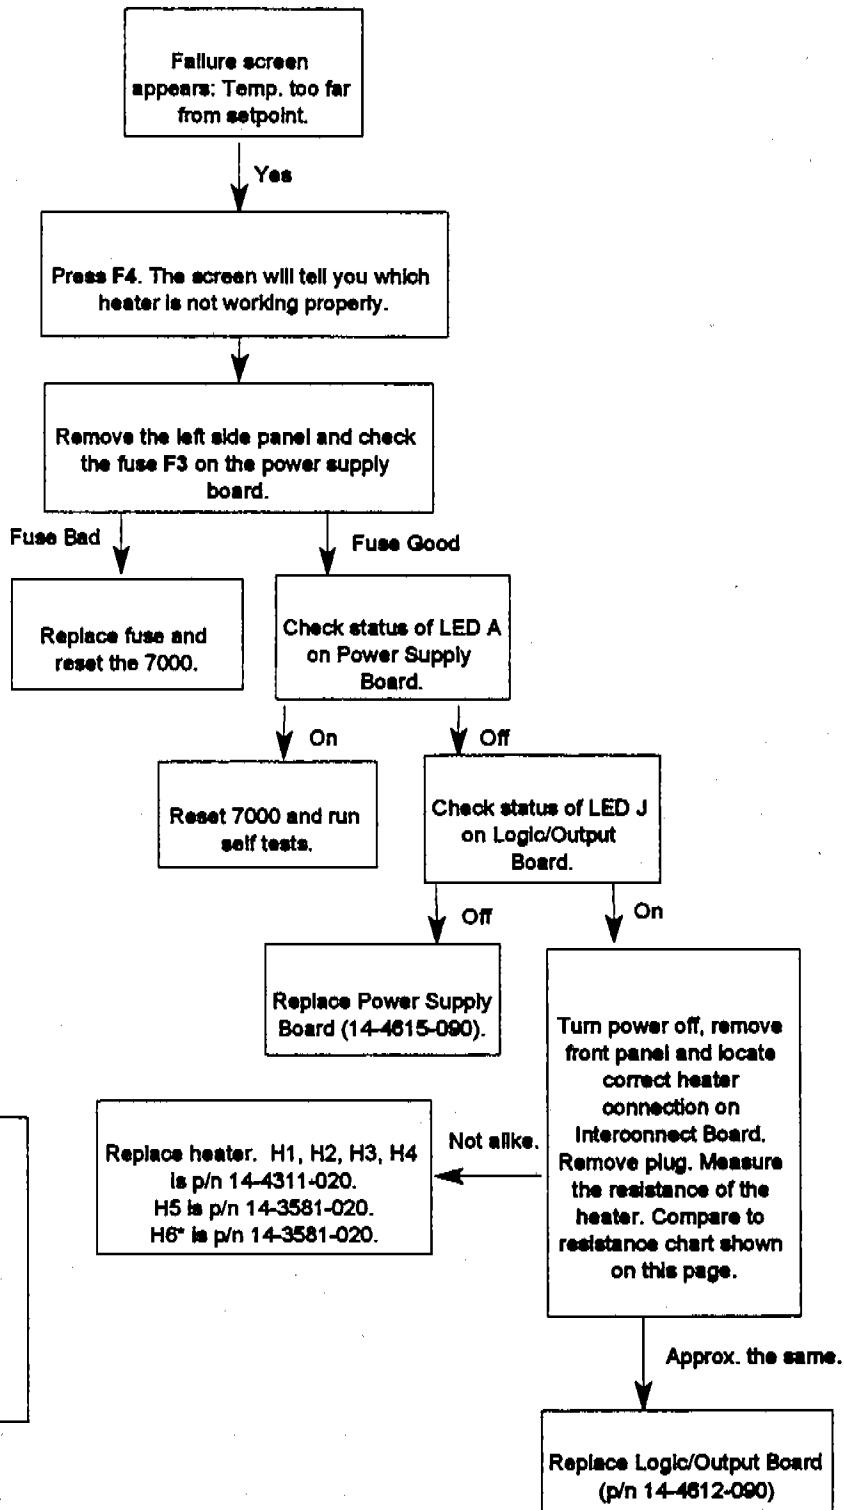 Failure screen
appears: Temp. too far
from setpoint.
Yes
Press F4. The screen will tell you which
heater is not working properly.
Remove the left side panel and check
the fuse F3 on the power supply
board.
Fuse Bad
Fuse Good
Replace fuse and
reset the 7000.
Check status of LED A
on Power Supply
Board.
On
Off
Reset 7000 and run
self tests.
Check status of LED J
on Logic/Output
Board.
Off
On
Replace Power Supply
Board (14-4615-090).
Turn power off, remove
front panel and locate
correct heater
connection on
Interconnect Board.
Remove plug. Measure
the resistance of the
heater. Compare to
resistance chart shown
on this page.
Not alike.
Replace heater. H1, H2, H3, H4
is p/n 14-4311-020.
H5 is p/n 14-3581-020.
H6* is p/n 14-3581-020.
Approx. the same.
Replace Logic/Output Board
(p/n 14-4612-090)